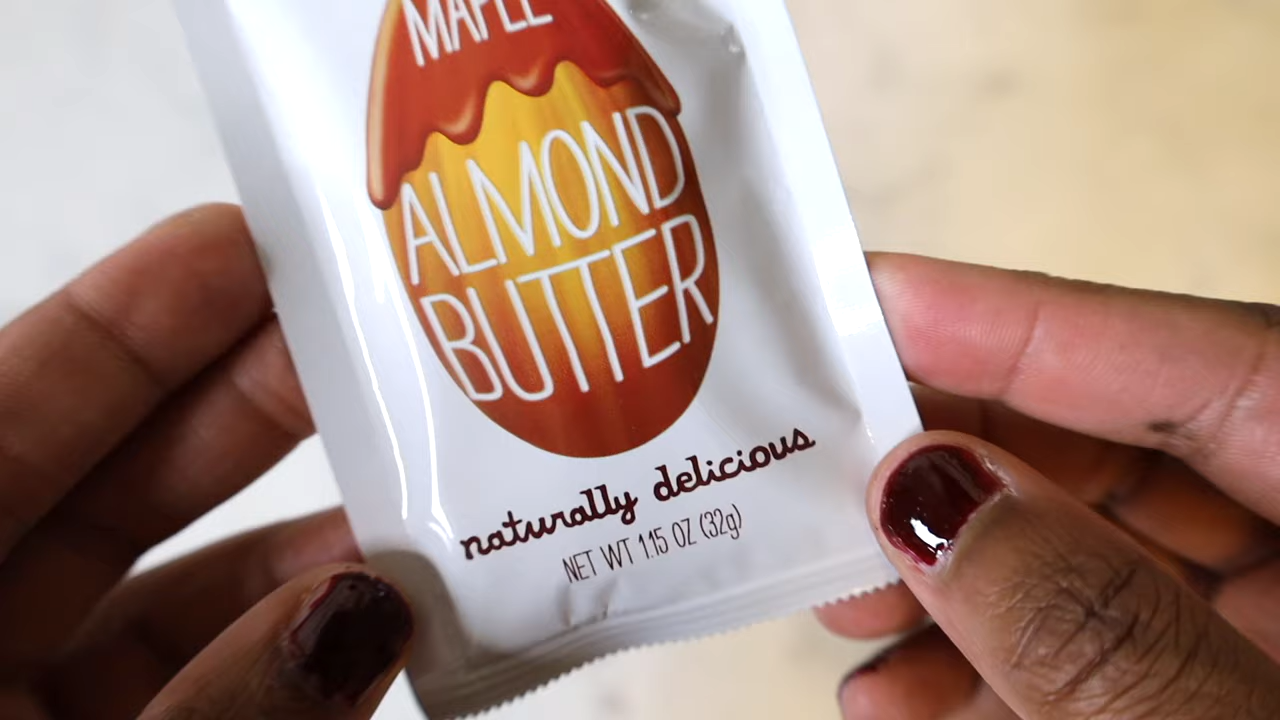 MAPLE
ALMOND
BUTTER
naturally delicious
NET WT 1.15 OZ (32g)